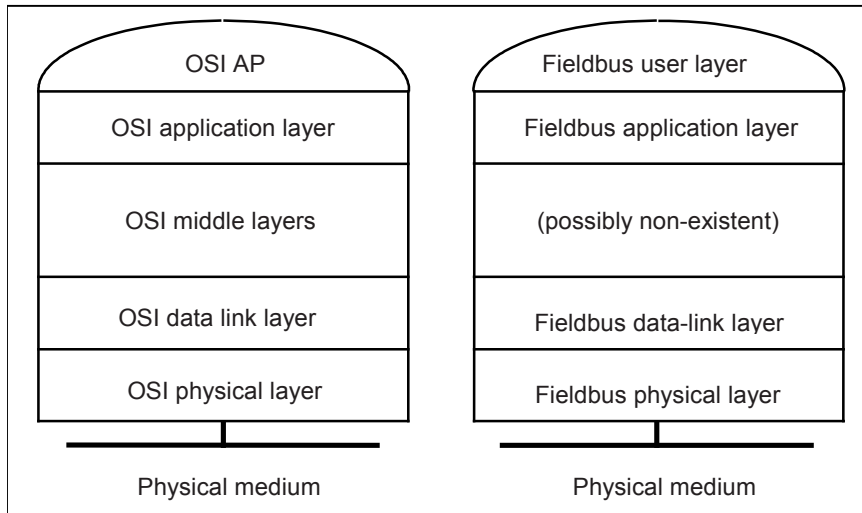 OSI AP
OSI application layer
OSI middle layers
OSI data link layer
OSI physical layer
Physical medium
Fieldbus user layer
Fieldbus application layer
(possibly non-existent)
Fieldbus data-link layer
Fieldbus physical layer
Physical medium